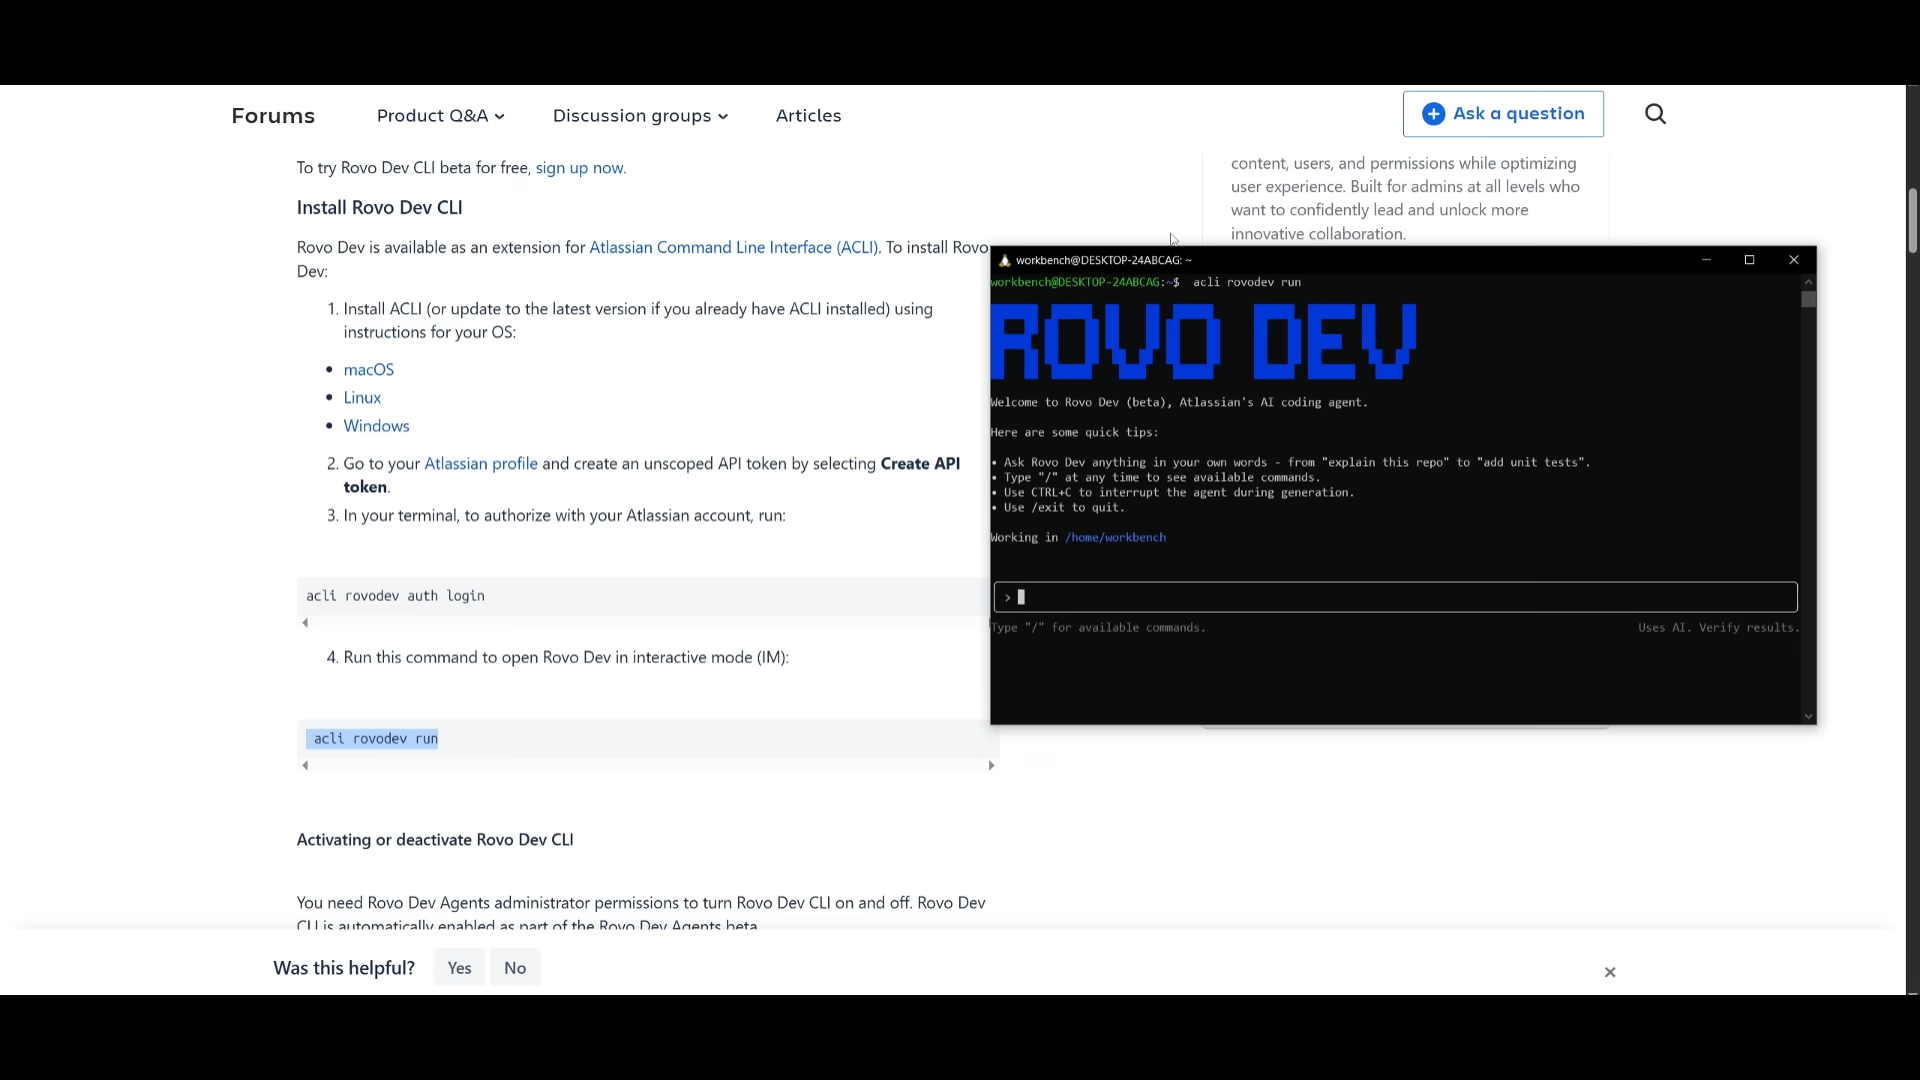 Forums
Product Q&A
Discussion groups
Articles
Ask a question
To try Rovo Dev CLI beta for free, sign up now.
Install Rovo Dev CLI
Rovo Dev is available as an extension for Atlassian Command Line Interface (ACLI). To install Rovo
Dev:
1. Install ACLI (or update to the latest version if you already have ACLI installed) using
instructions for your OS:
• macOS
• Linux
• Windows
2. Go to your Atlassian profile and create an unscoped API token by selecting Create API
token.
3. In your terminal, to authorize with your Atlassian account, run:
acli rovodev auth login
4. Run this command to open Rovo Dev in interactive mode (IM):
acli rovodev run
Activating or deactivate Rovo Dev CLI
You need Rovo Dev Agents administrator permissions to turn Rovo Dev CLI on and off. Rovo Dev
CLI is automatically enabled as part of the Rovo Dev Agents beta
content, users, and permissions while optimizing
user experience. Built for admins at all levels who
want to confidently lead and unlock more
innovative collaboration.
workbench@DESKTOP-24ABCAG: ~
workbench@DESKTOP-24ABCAG:~$ acli rovodev run
ROVO DEV
Welcome to Rovo Dev (beta), Atlassian's AI coding agent.
Here are some quick tips:
• Ask Rovo Dev anything in your own words - from "explain this repo" to "add unit tests".
• Type "/" at any time to see available commands.
• Use CTRL+C to interrupt the agent during generation.
• Use /exit to quit.
Working in /home/workbench
>
Type "/" for available commands.
Uses AI. Verify results.
Was this helpful?
Yes
No